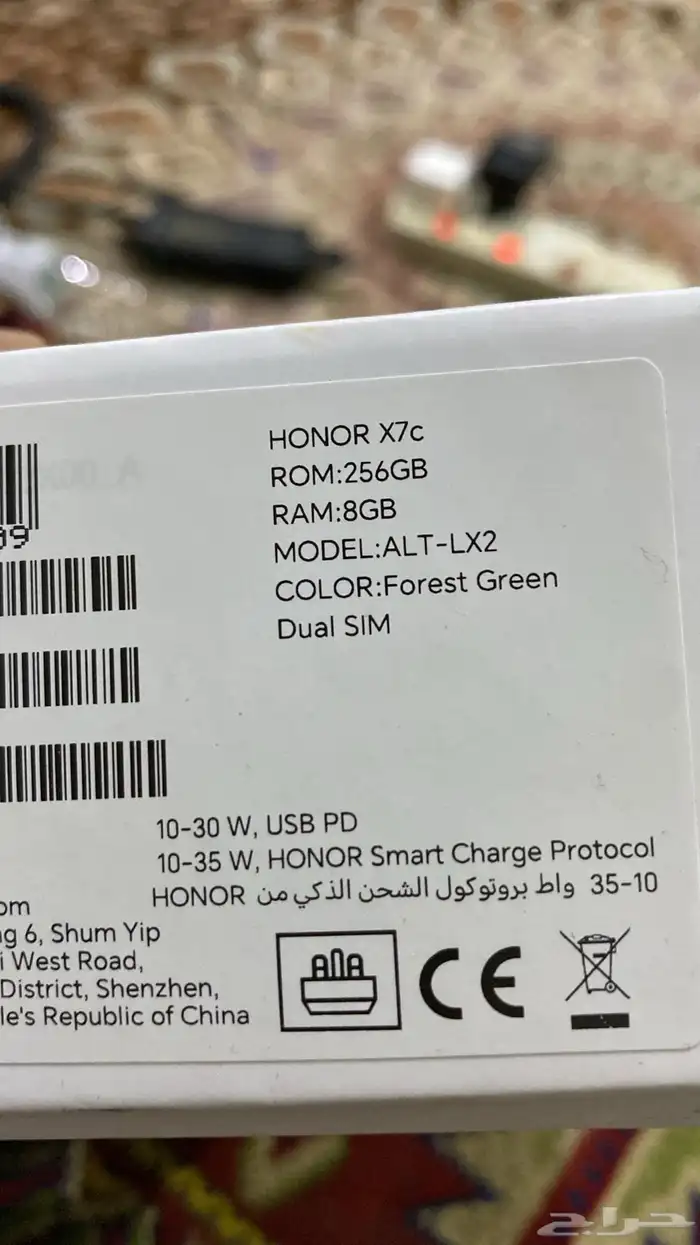 HONOR X7c
ROM:256GB
RAM:8GB
MODEL:ALT-LX2
COLOR:Forest Green
Dual SIM
10-30 W, USB PD
10-35 W, HONOR Smart Charge Protocol
10-35 واط بروتوكول الشحن الذكي من HONOR
6, Shum Yip
West Road,
District, Shenzhen,
Republic of China
CE
حراج